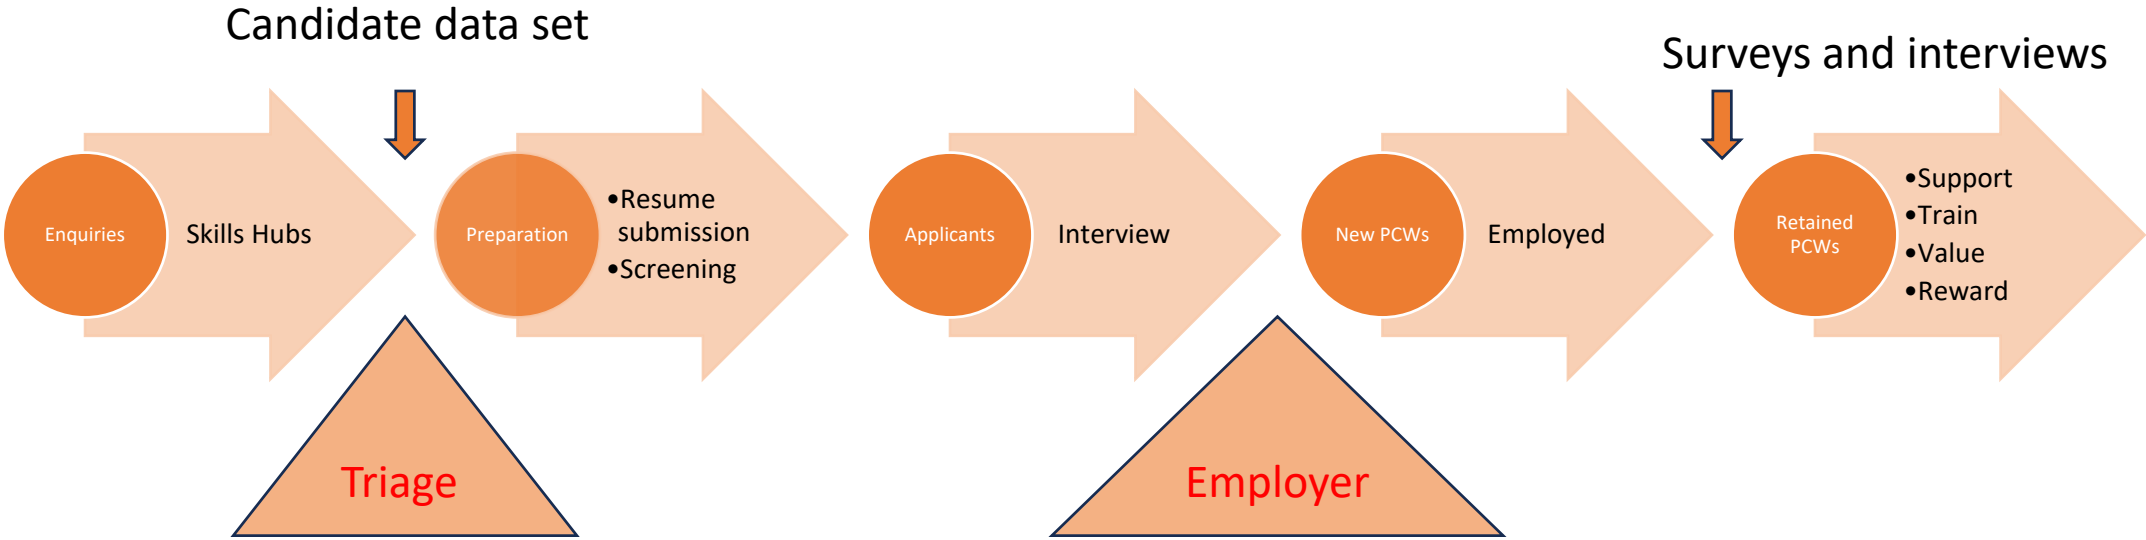 Candidate data set
Surveys and interviews
Enquiries
Skills Hubs
Preparation
•Resume
submission
•Screening
Applicants
Interview
New PCWs
Employed
Retained
PCWs
•Support
•Train
•Value
•Reward
Triage
Employer